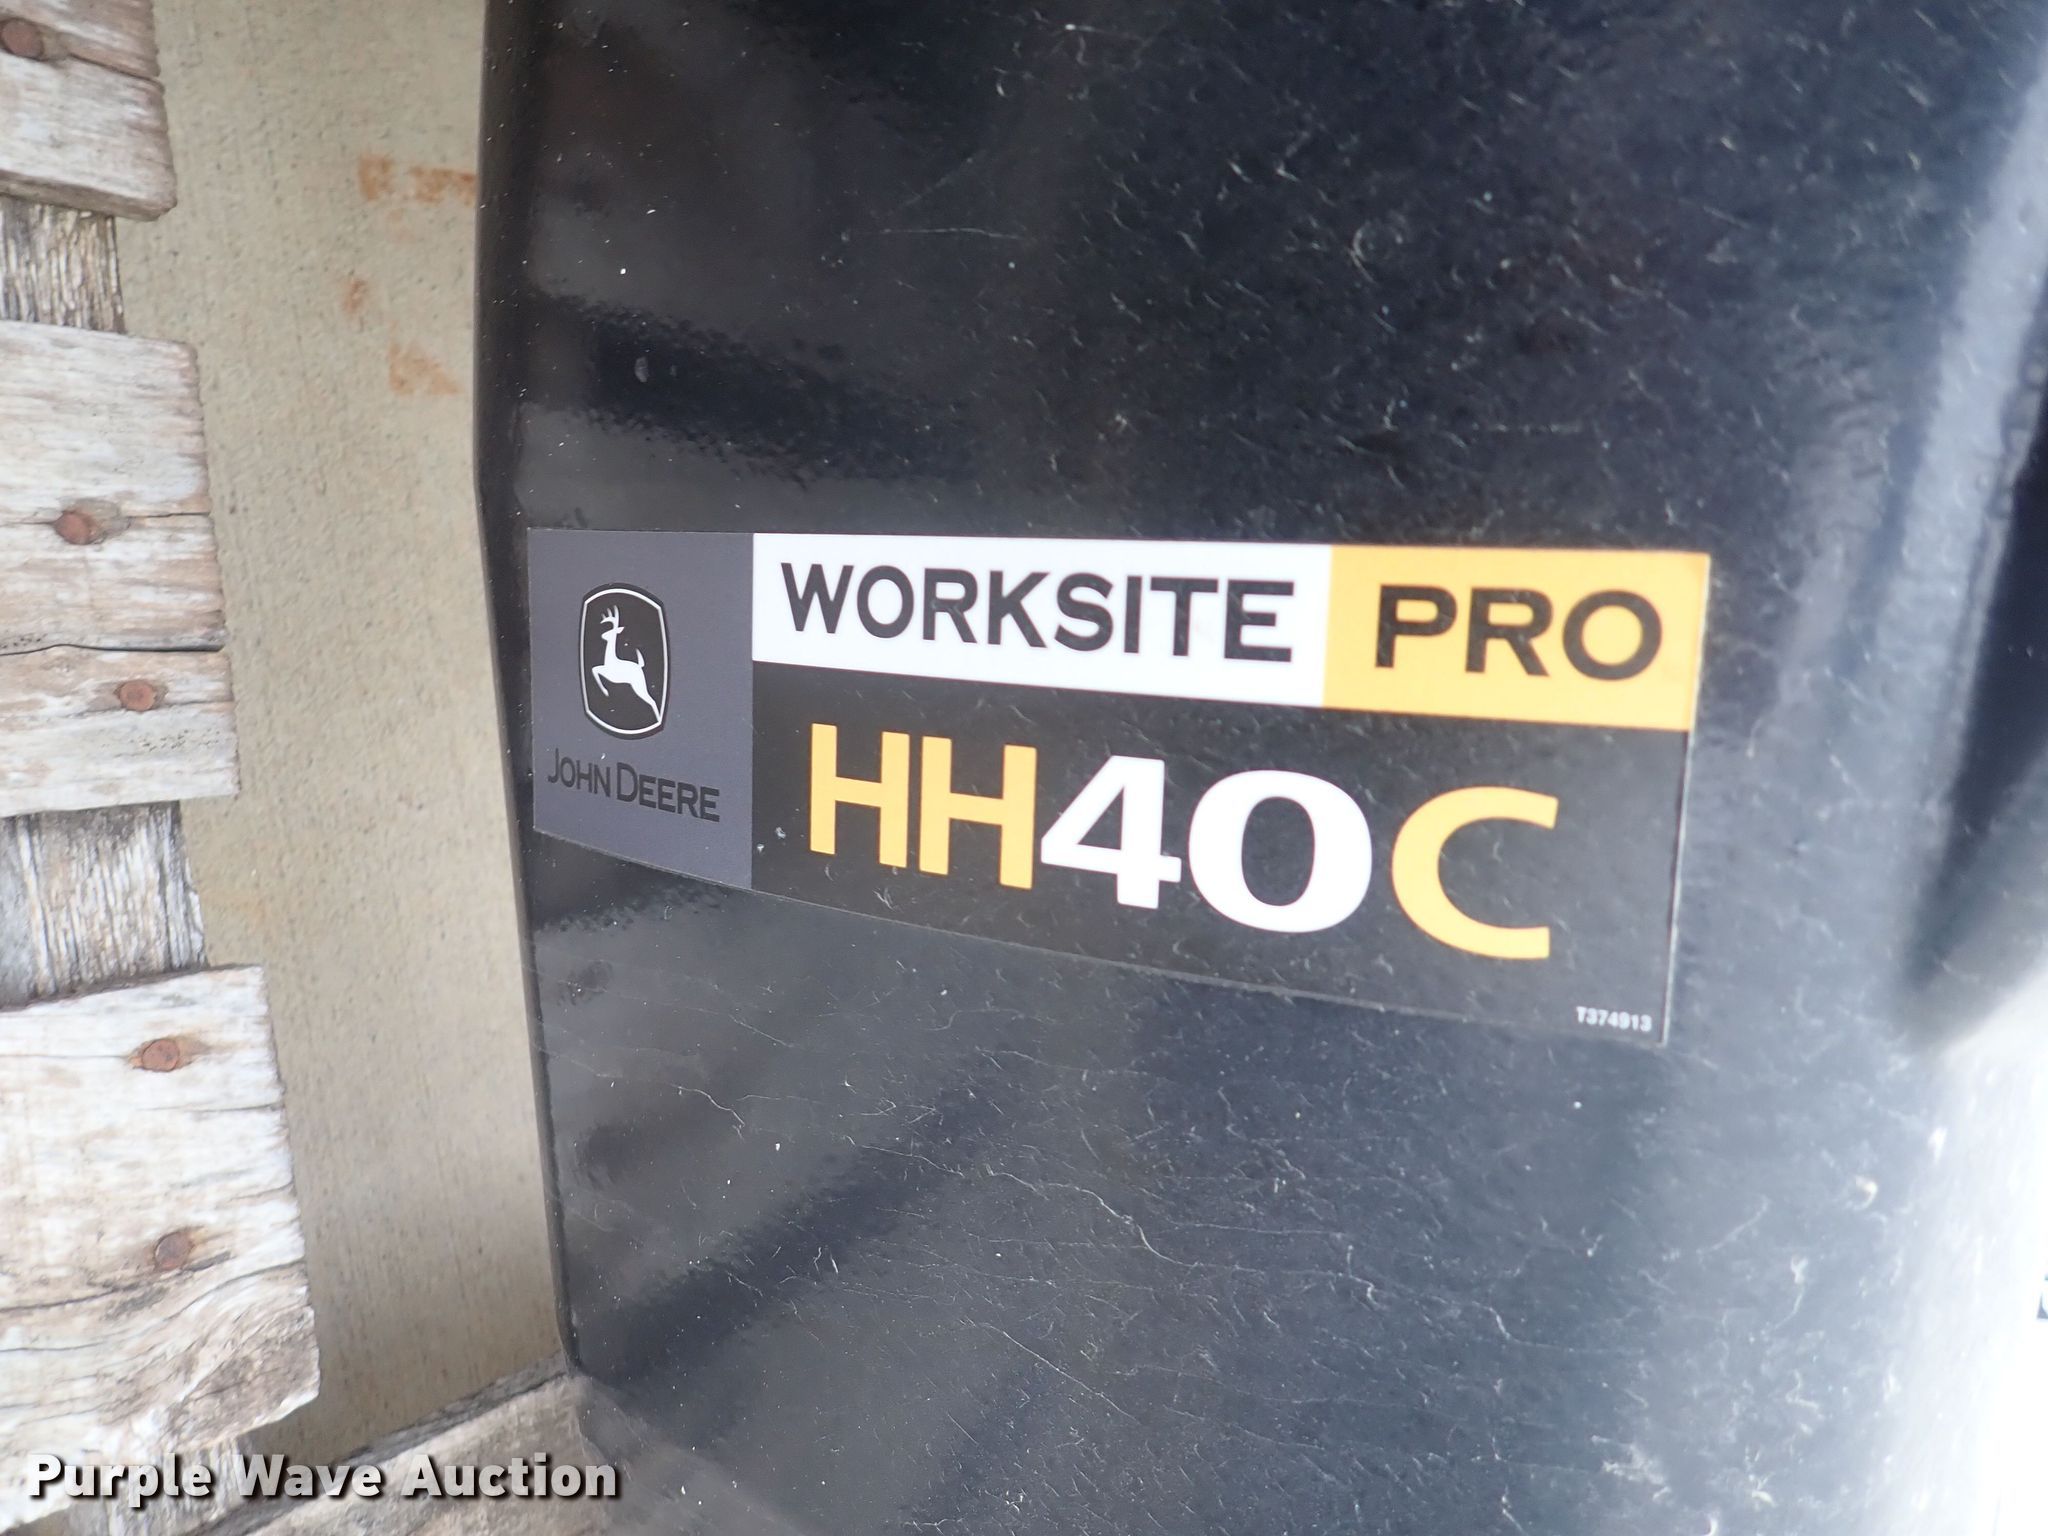 WORKSITE PRO
JOHN DEERE
HH40C
T374913
Purple Wave Auction